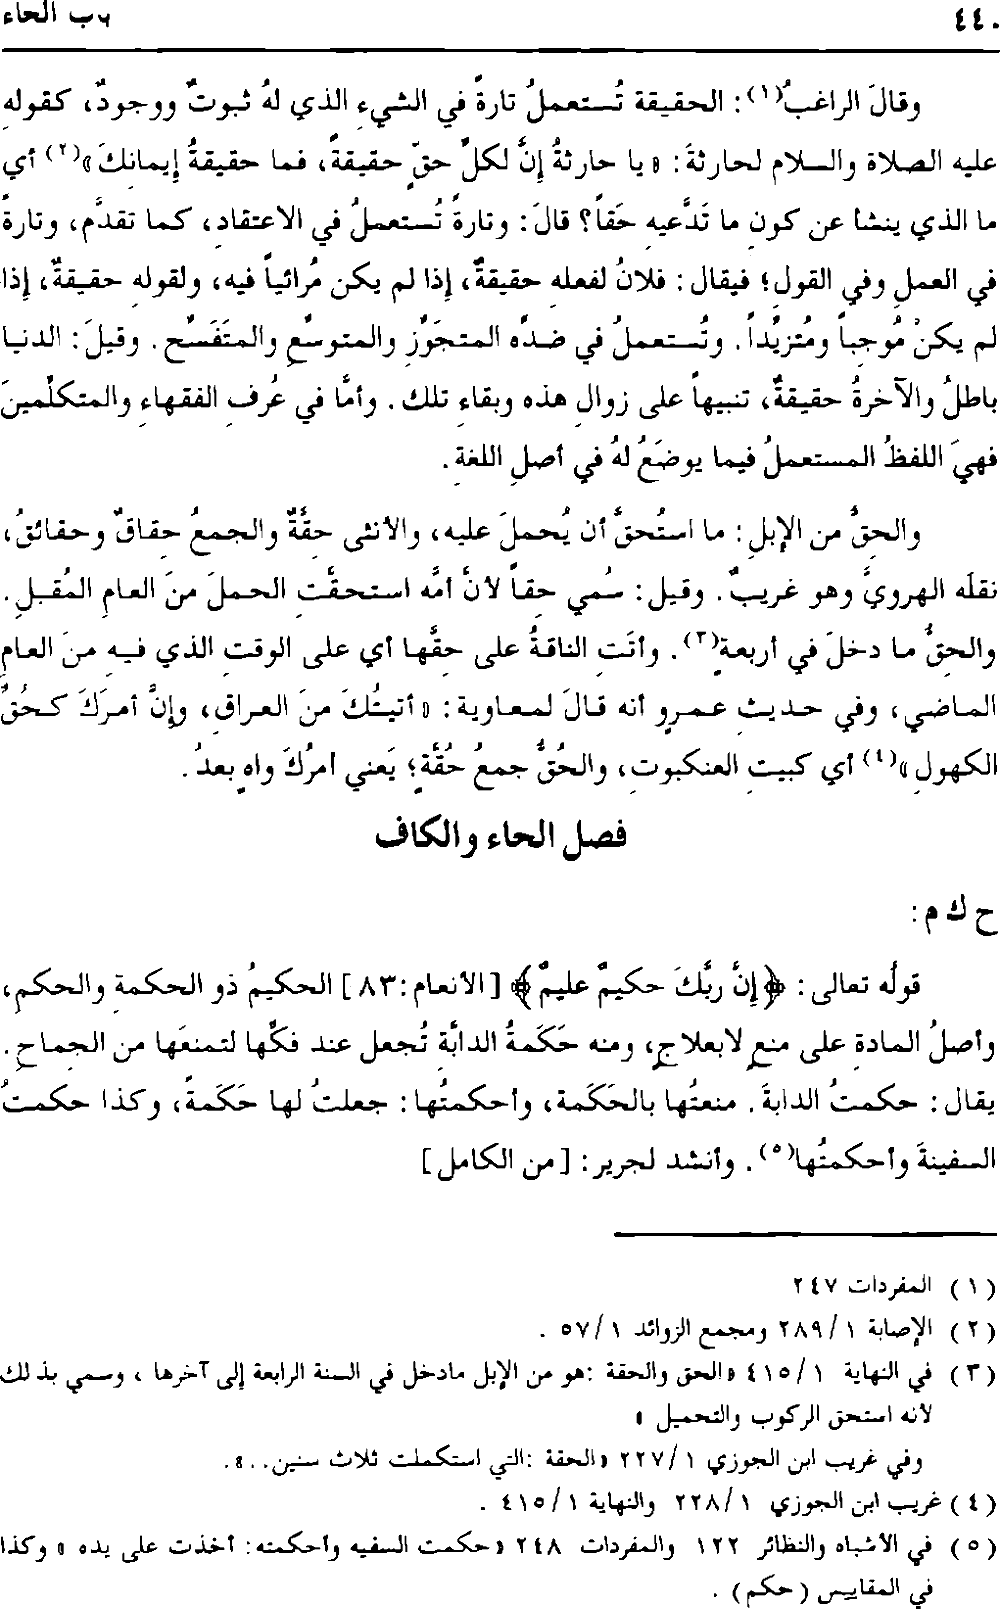 ٤٤٠ باب الحاء
وقالَ الراغبُ(١): الحقيقة تُستعملُ تارةً في الشيءِ الذي لهُ ثبوتٌ ووجودٌ، كقولهِ
عليه الصلاة والسلام لحارثةَ: «يا حارثةُ إنَّ لكلِّ حقٍّ حقيقةً، فما حقيقةُ إيمانكَ»(٢) أي
ما الذي ينشأ عن كونِ ما تَدَّعيهِ حَقاً؟ قالَ: وتارةً تُستعملُ في الاعتقادِ، كما تقدَّم، وتارةً
في العملِ وفي القولِ؛ فيقال: فلانُ لفعلهِ حقيقةٌ، إذا لم يكن مُرائياً فيه، ولقولهِ حقيقةٌ، إذا
لم يكنْ مُوجباً ومُتزيِّداً. وتُستعملُ في ضدِّه المتجَوَّزِ والمتوسَّعِ والمتَفَسَّح. وقيلَ: الدنيا
باطلُ والآخرةُ حقيقةٌ، تنبيهاً على زوالِ هذه وبقاءِ تلك. وأمَّا في عُرفِ الفقهاءِ والمتكلِّمينَ
فهيَ اللفظُ المستعملُ فيما يوضَعُ لهُ في أصلِ اللغةِ.
والحِقُّ من الإبلِ: ما استُحقَّ أن يُحملَ عليه، والأنثى حِقَّةٌ والجمعُ حقاقٌ وحقائقُ،
نقلَه الهرويُّ وهو غريبٌ. وقيل: سُمي حِقاً لأنَّ أمَّه استحقَّتِ الحملَ منَ العامِ المُقبلِ.
والحِقُّ ما دخلَ في أربعةٍ(٣). وأتَتِ الناقةُ على حِقِّها أي على الوقتِ الذي فيهِ منَ العامِ
الماضي، وفي حديثِ عمرٍو أنه قالَ لمعاوية: «أتيتُكَ منَ العراقِ، وإنَّ أمرَكَ كحُقِّ
الكهولِ»(٤) أي كبيتِ العنكبوتِ، والحُقُّ جمعُ حُقَّةٍ؛ يَعني أمرُكَ واهٍ بعدُ.
فصل الحاء والكاف
ح ك م:
قولُه تعالى: ﴿إنَّ ربَّكَ حكيمٌ عليمٌ﴾ [الأنعام:٨٣] الحكيمُ ذو الحكمةِ والحكمِ،
وأصلُ المادةِ على منعٍ لإبعلاجٍ، ومنه حَكَمةُ الدابَّةِ تُجعل عند فكِّها لتمنعَها من الجماحِ.
يقال: حكمتُ الدابةَ. منعتُها بالحَكَمة، وأحكمتُها: جعلتُ لها حَكَمةً، وكذا حكمتُ
السفينةَ وأحكمتُها(٥). وأنشد لجرير: [من الكامل]
(١) المفردات ٢٤٧
(٢) الإصابة ٢٨٩/١ ومجمع الزوائد ٥٧/١ .
(٣) في النهاية ٤١٥/١ «الحق والحقة :هو من الإبل مادخل في السنة الرابعة إلى آخرها ، وسمي بذلك
لأنه استحق الركوب والتحميل »
وفي غريب ابن الجوزي ٢٢٧/١ «الحقة :التي استكملت ثلاث سنين..».
(٤) غريب ابن الجوزي ٢٢٨/١ والنهاية ٤١٥/١ .
(٥) في الأشباه والنظائر ١٢٢ والمفردات ٢٤٨ «حكمت السفيه وأحكمته: أخذت على يده » وكذا
في المقاييس (حكم) .